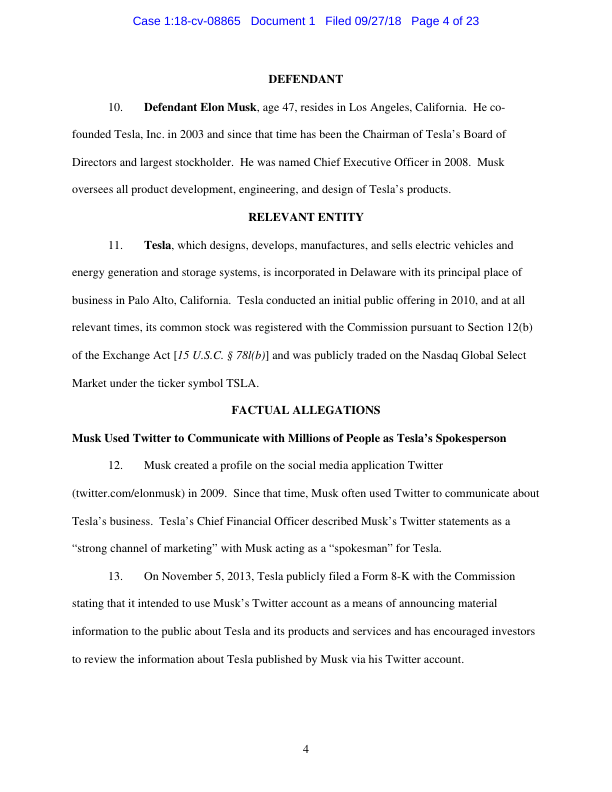 Case 1:18-cv-08865 Document 1 Filed 09/27/18 Page 4 of 23
DEFENDANT
10. Defendant Elon Musk, age 47, resides in Los Angeles, California. He co-
founded Tesla, Inc. in 2003 and since that time has been the Chairman of Tesla’s Board of
Directors and largest stockholder. He was named Chief Executive Officer in 2008. Musk
oversees all product development, engineering, and design of Tesla’s products.
RELEVANT ENTITY
11. Tesla, which designs, develops, manufactures, and sells electric vehicles and
energy generation and storage systems, is incorporated in Delaware with its principal place of
business in Palo Alto, California. Tesla conducted an initial public offering in 2010, and at all
relevant times, its common stock was registered with the Commission pursuant to Section 12(b)
of the Exchange Act [15 U.S.C. § 78l(b)] and was publicly traded on the Nasdaq Global Select
Market under the ticker symbol TSLA.
FACTUAL ALLEGATIONS
Musk Used Twitter to Communicate with Millions of People as Tesla’s Spokesperson
12. Musk created a profile on the social media application Twitter
(twitter.com/elonmusk) in 2009. Since that time, Musk often used Twitter to communicate about
Tesla’s business. Tesla’s Chief Financial Officer described Musk’s Twitter statements as a
“strong channel of marketing” with Musk acting as a “spokesman” for Tesla.
13. On November 5, 2013, Tesla publicly filed a Form 8-K with the Commission
stating that it intended to use Musk’s Twitter account as a means of announcing material
information to the public about Tesla and its products and services and has encouraged investors
to review the information about Tesla published by Musk via his Twitter account.
4